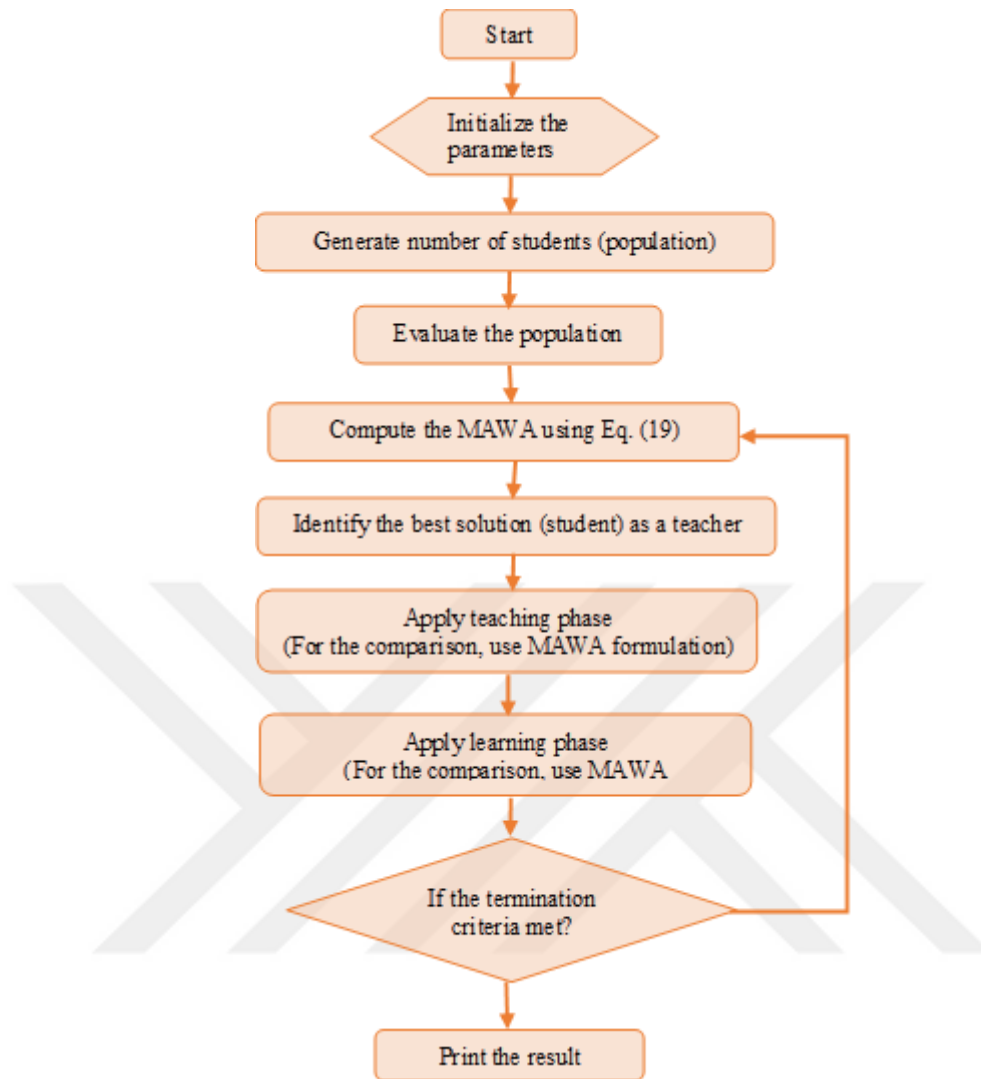 Start
Initialize the
parameters
Generate number of students (population)
Evaluate the population
Compute the MAWA using Eq. (19)
Identify the best solution (student) as a teacher
Apply teaching phase
(For the comparison, use MAWA formulation)
Apply learning phase
(For the comparison, use MAWA
If the termination
criteria met?
Print the result